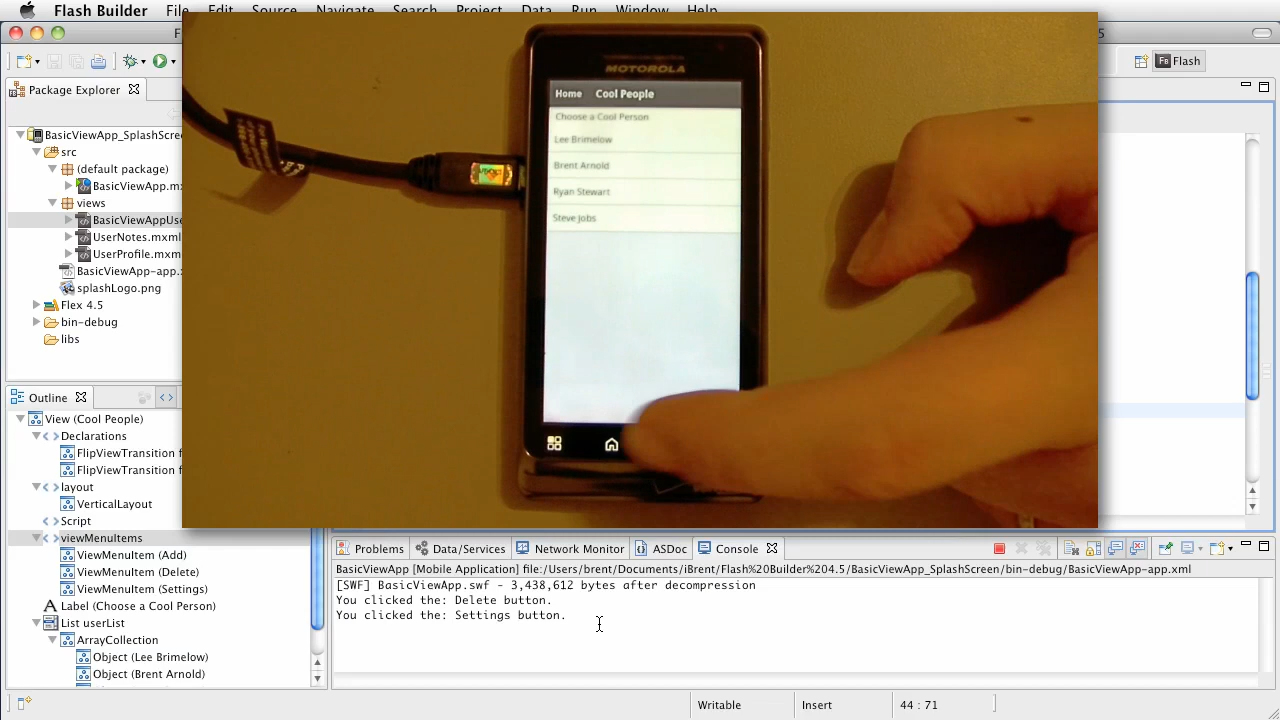 Flash Builder File Edit Source Navigate Search Project Data Run Window Help
Flash
Package Explorer
BasicViewApp_SplashScre
src
(default package)
BasicViewApp.m
views
BasicViewAppUse
UserNotes.mxml
UserProfile.m
BasicViewApp-app.
splashLogo.png
Flex 4.5
bin-debug
libs
MOTOROLA
Home Cool People
Choose a Cool Person
Lee Brimelow
Brent Arnold
Ryan Stewart
Steve Jobs
Outline
View (Cool People)
Declarations
FlipViewTransition f
FlipViewTransition f
layout
VerticalLayout
Script
viewMenuItems
ViewMenuItem (Add)
ViewMenuItem (Delete)
ViewMenuItem (Settings)
Label (Choose a Cool Person)
List userList
ArrayCollection
Object (Lee Brimelow)
Object (Brent Arnold)
Problems Data/Services Network Monitor ASDoc Console
BasicViewApp [Mobile Application] file:/Users/brent/Documents/iBrent/Flash%20Builder%204.5/BasicViewApp_SplashScreen/bin-debug/BasicViewApp-app.xml
[SWF] BasicViewApp.swf - 3,438,612 bytes after decompression
You clicked the: Delete button.
You clicked the: Settings button.
Writable Insert 44 : 71